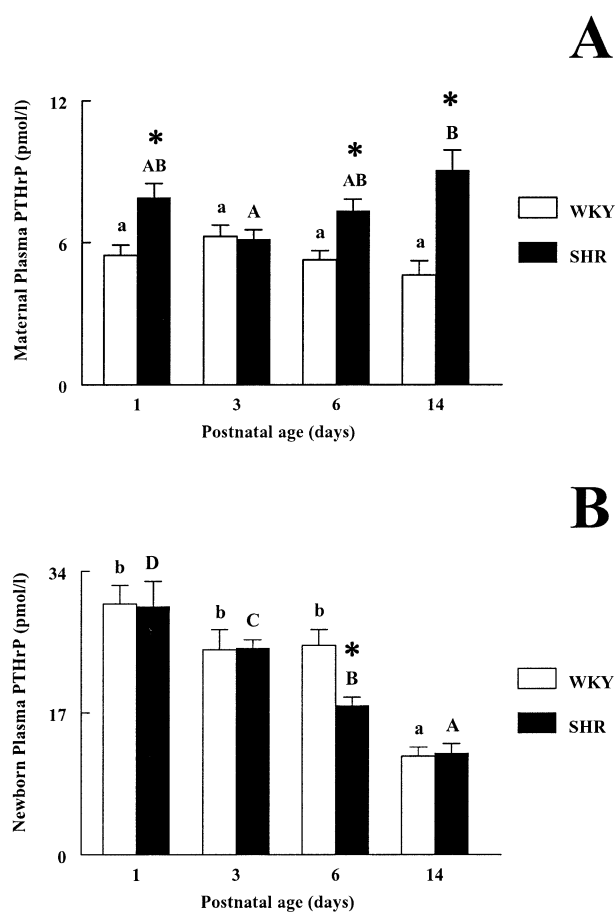 A
Maternal Plasma PTHrP (pmol/l)
12
6
0
a
*
AB
a
A
a
*
AB
a
*
B
WKY
SHR
1 3 6 14
Postnatal age (days)
B
Newborn Plasma PTHrP (pmol/l)
34
17
0
b
D
b
C
b
*
B
a
A
WKY
SHR
1 3 6 14
Postnatal age (days)